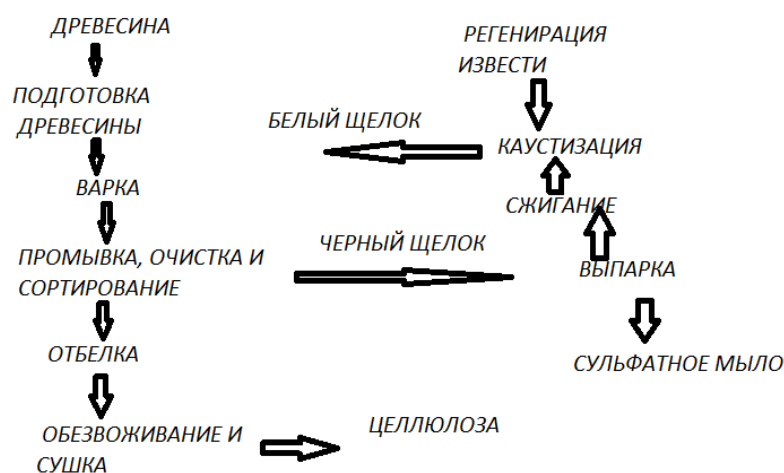 ДРЕВЕСИНА
ПОДГОТОВКА
ДРЕВЕСИНЫ
ВАРКА
ПРОМЫВКА, ОЧИСТКА И
СОРТИРОВАНИЕ
ОТБЕЛКА
ОБЕЗВОЖИВАНИЕ И
СУШКА
ЦЕЛЛЮЛОЗА
БЕЛЫЙ ЩЕЛОК
ЧЕРНЫЙ ЩЕЛОК
РЕГЕНИРАЦИЯ
ИЗВЕСТИ
КАУСТИЗАЦИЯ
СЖИГАНИЕ
ВЫПАРКА
СУЛЬФАТНОЕ МЫЛО